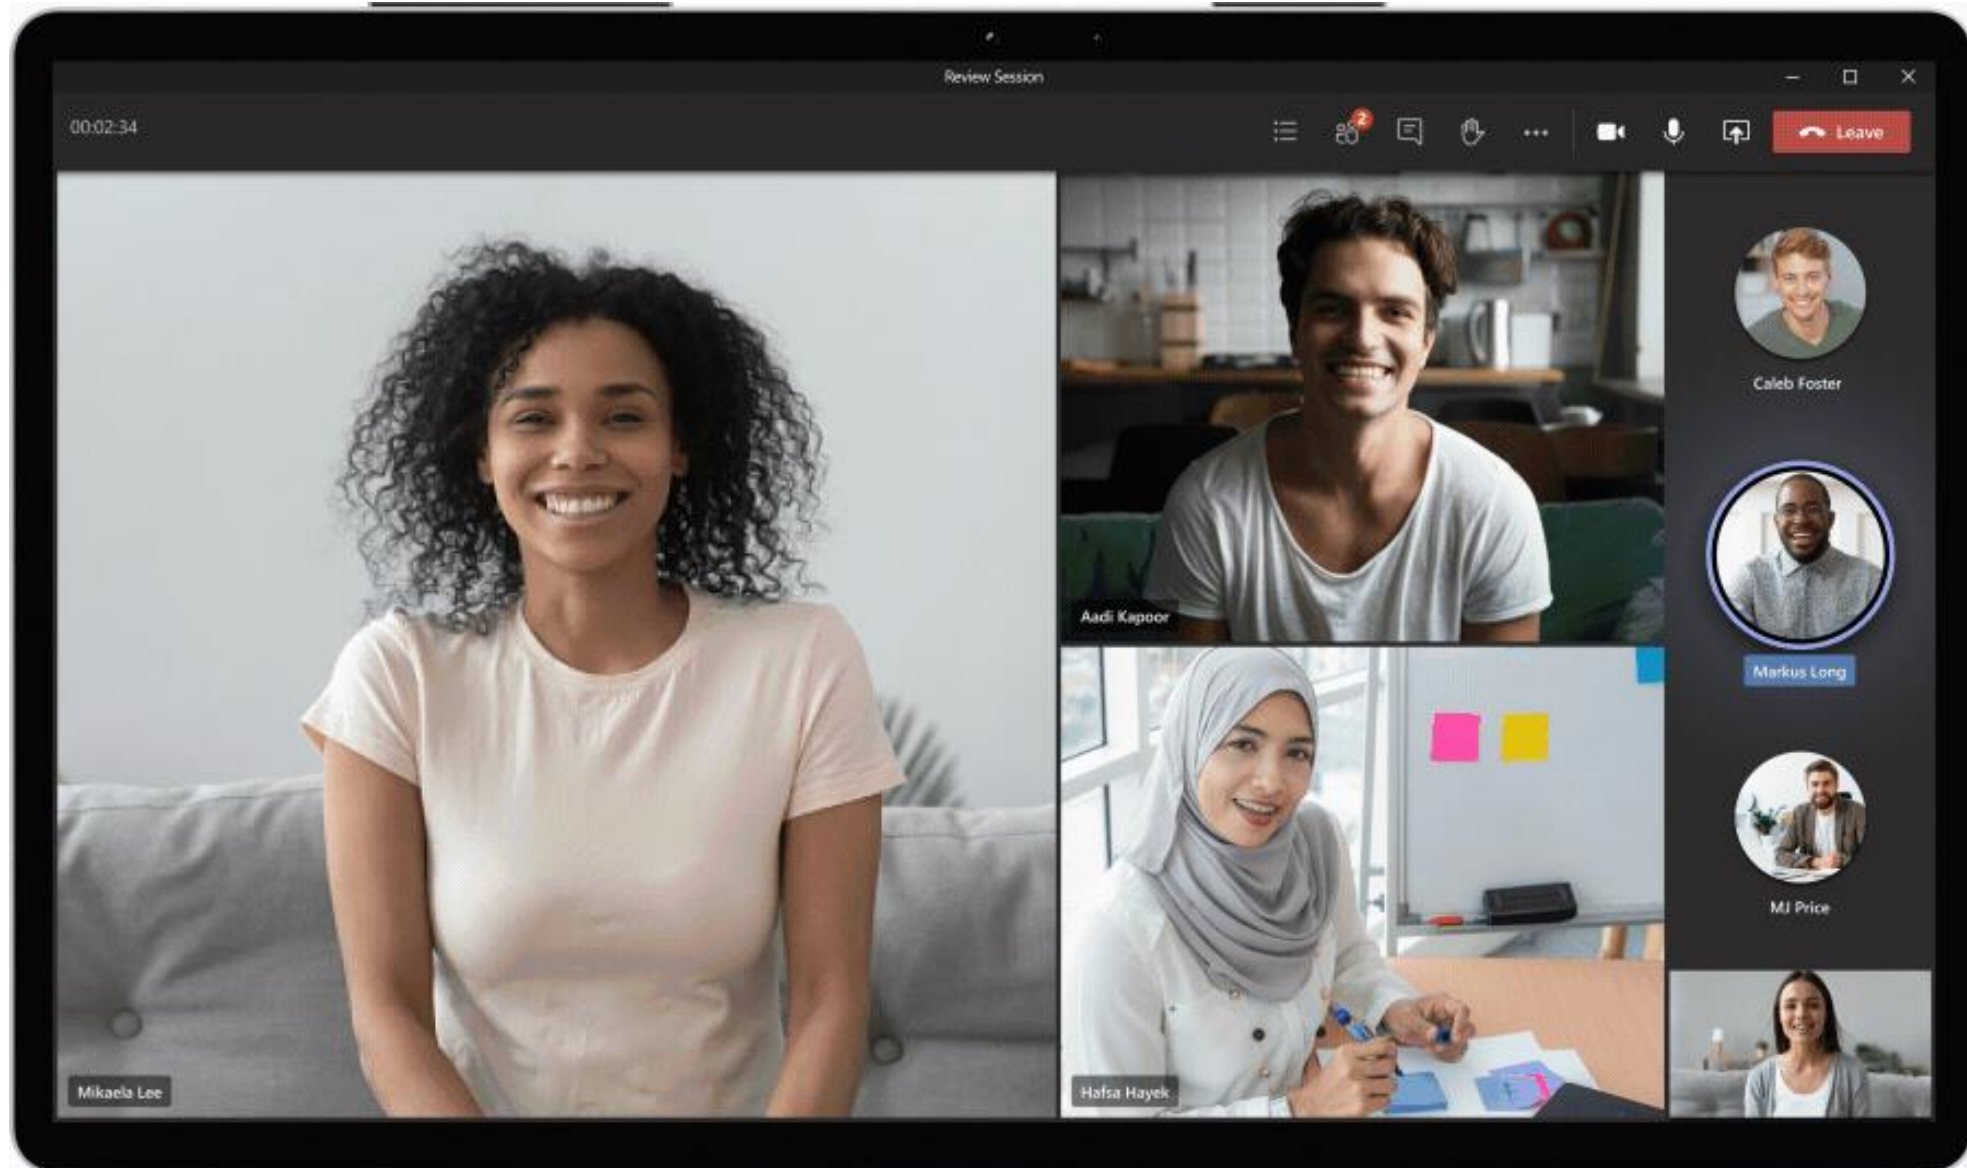 Review Session
00:02:34
2
Leave
Caleb Foster
Aadi Kapoor
Markus Long
MJ Price
Mikaela Lee
Hafsa Hayek